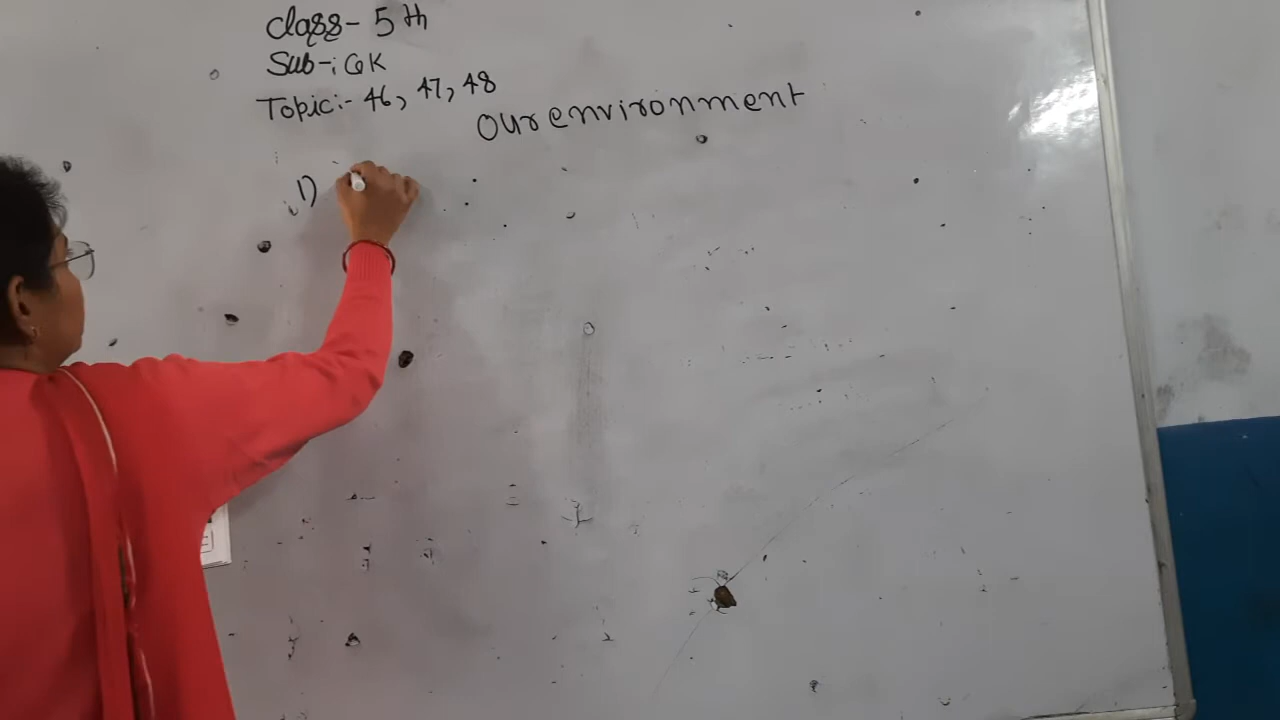 Class- 5th
Sub-: GK
Topic:- 46, 47, 48
Our environment
1)